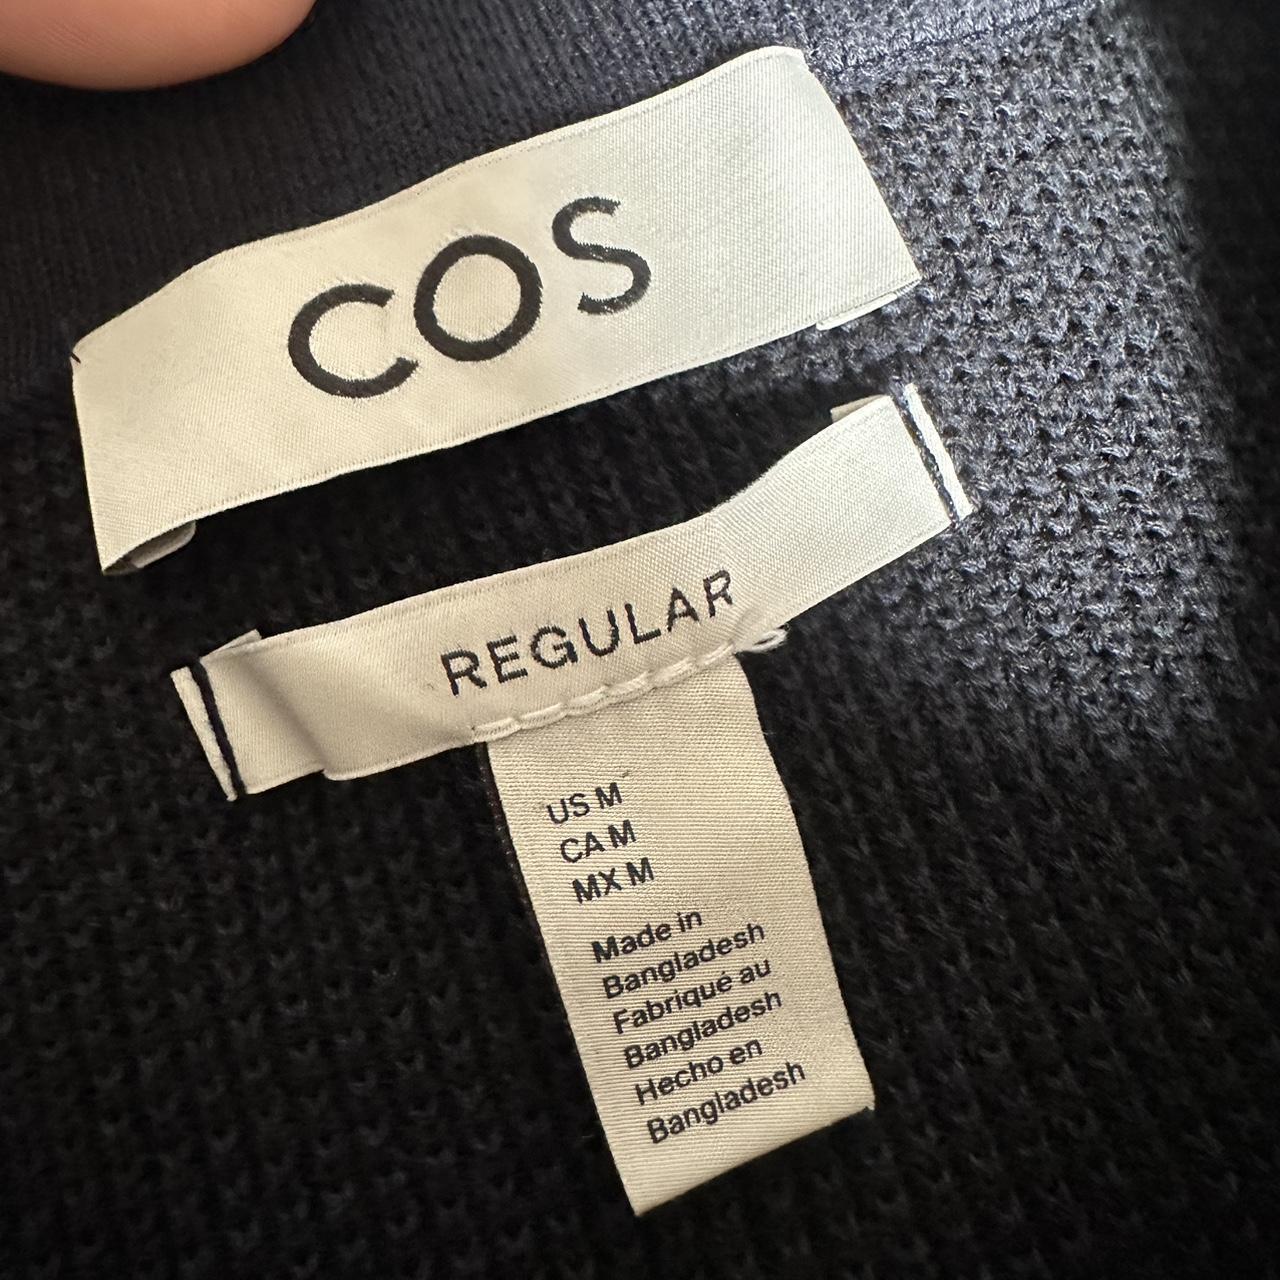 COS
REGULAR
US M
CA M
MX M
Made in
Bangladesh
Fabriqué au
Bangladesh
Hecho en
Bangladesh